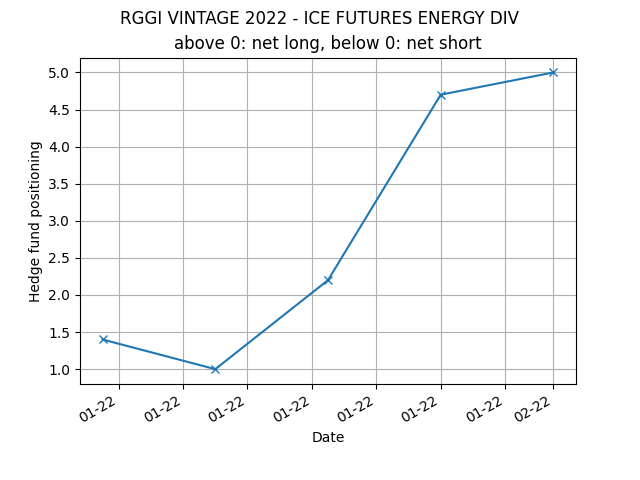 RGGI VINTAGE 2022 - ICE FUTURES ENERGY DIV
above 0: net long, below 0: net short
5.0
4.5
4.0
3.5
3.0
2.5
2.0
1.5
1.0
Hedge fund positioning
01-22 01-22 01-22 01-22 01-22 01-22 01-22 02-22
Date